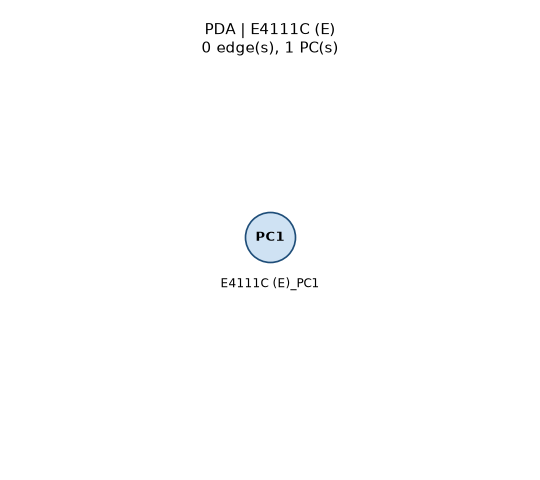 PDA | E4111C (E)
0 edge(s), 1 PC(s)
PC1
E4111C (E)_PC1